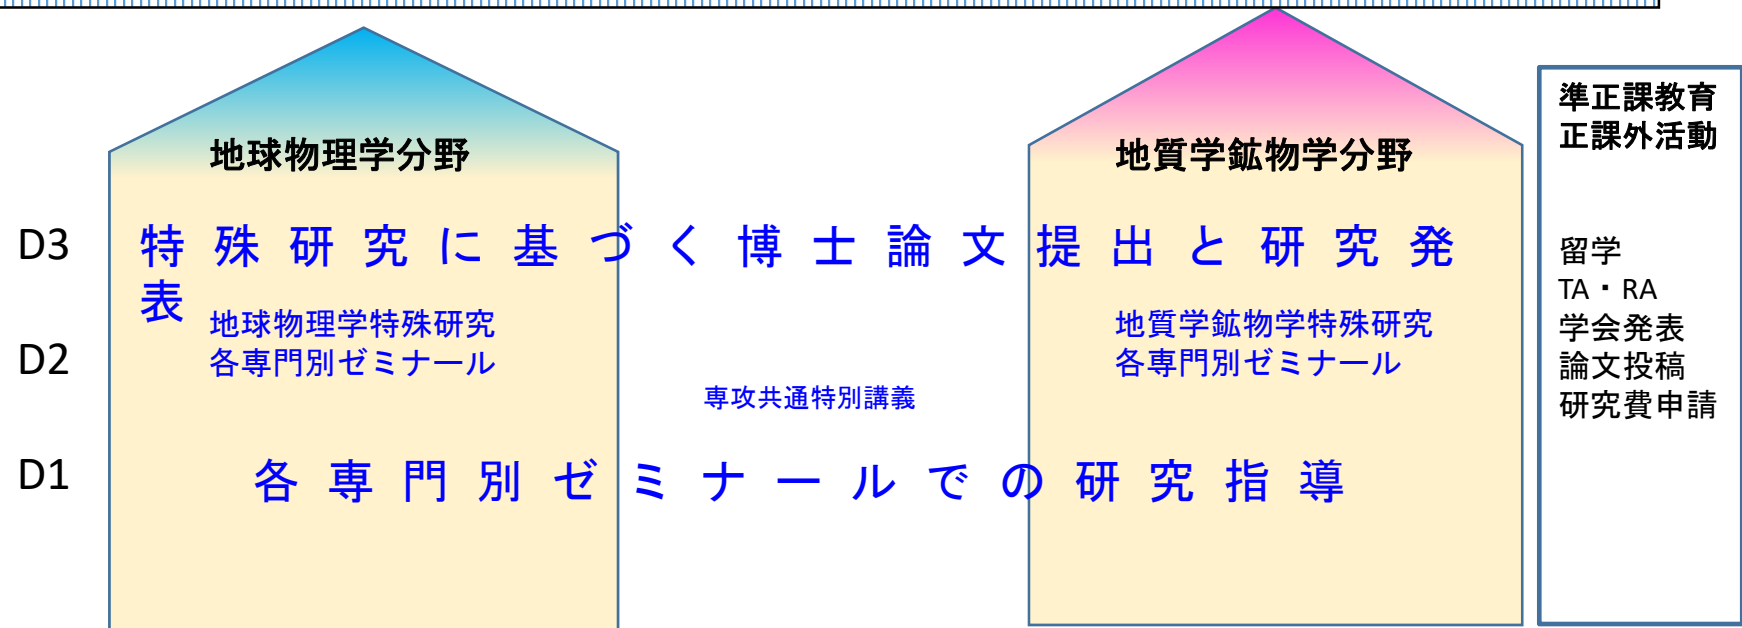 地球物理学分野
地質学鉱物学分野
準正課教育
正課外活動
D3
特殊研究に基づく博士論文提出と研究発
表
地球物理学特殊研究
各専門別ゼミナール
地質学鉱物学特殊研究
各専門別ゼミナール
D2
専攻共通特別講義
D1
各専門別ゼミナールでの研究指導
留学
TA・RA
学会発表
論文投稿
研究費申請